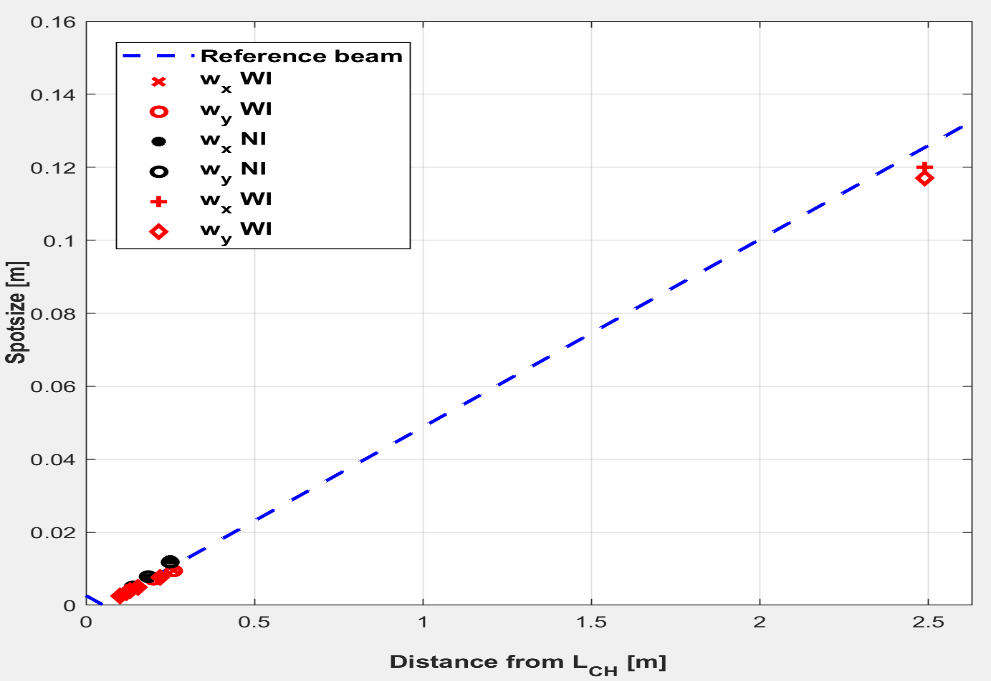 0.16
0.14
0.12
0.1
0.08
0.06
0.04
0.02
0
Spotsize [m]
Reference beam
w_x WI
w_y WI
w_x NI
w_y NI
w_x WI
w_y WI
0 0.5 1 1.5 2 2.5
Distance from L_CH [m]